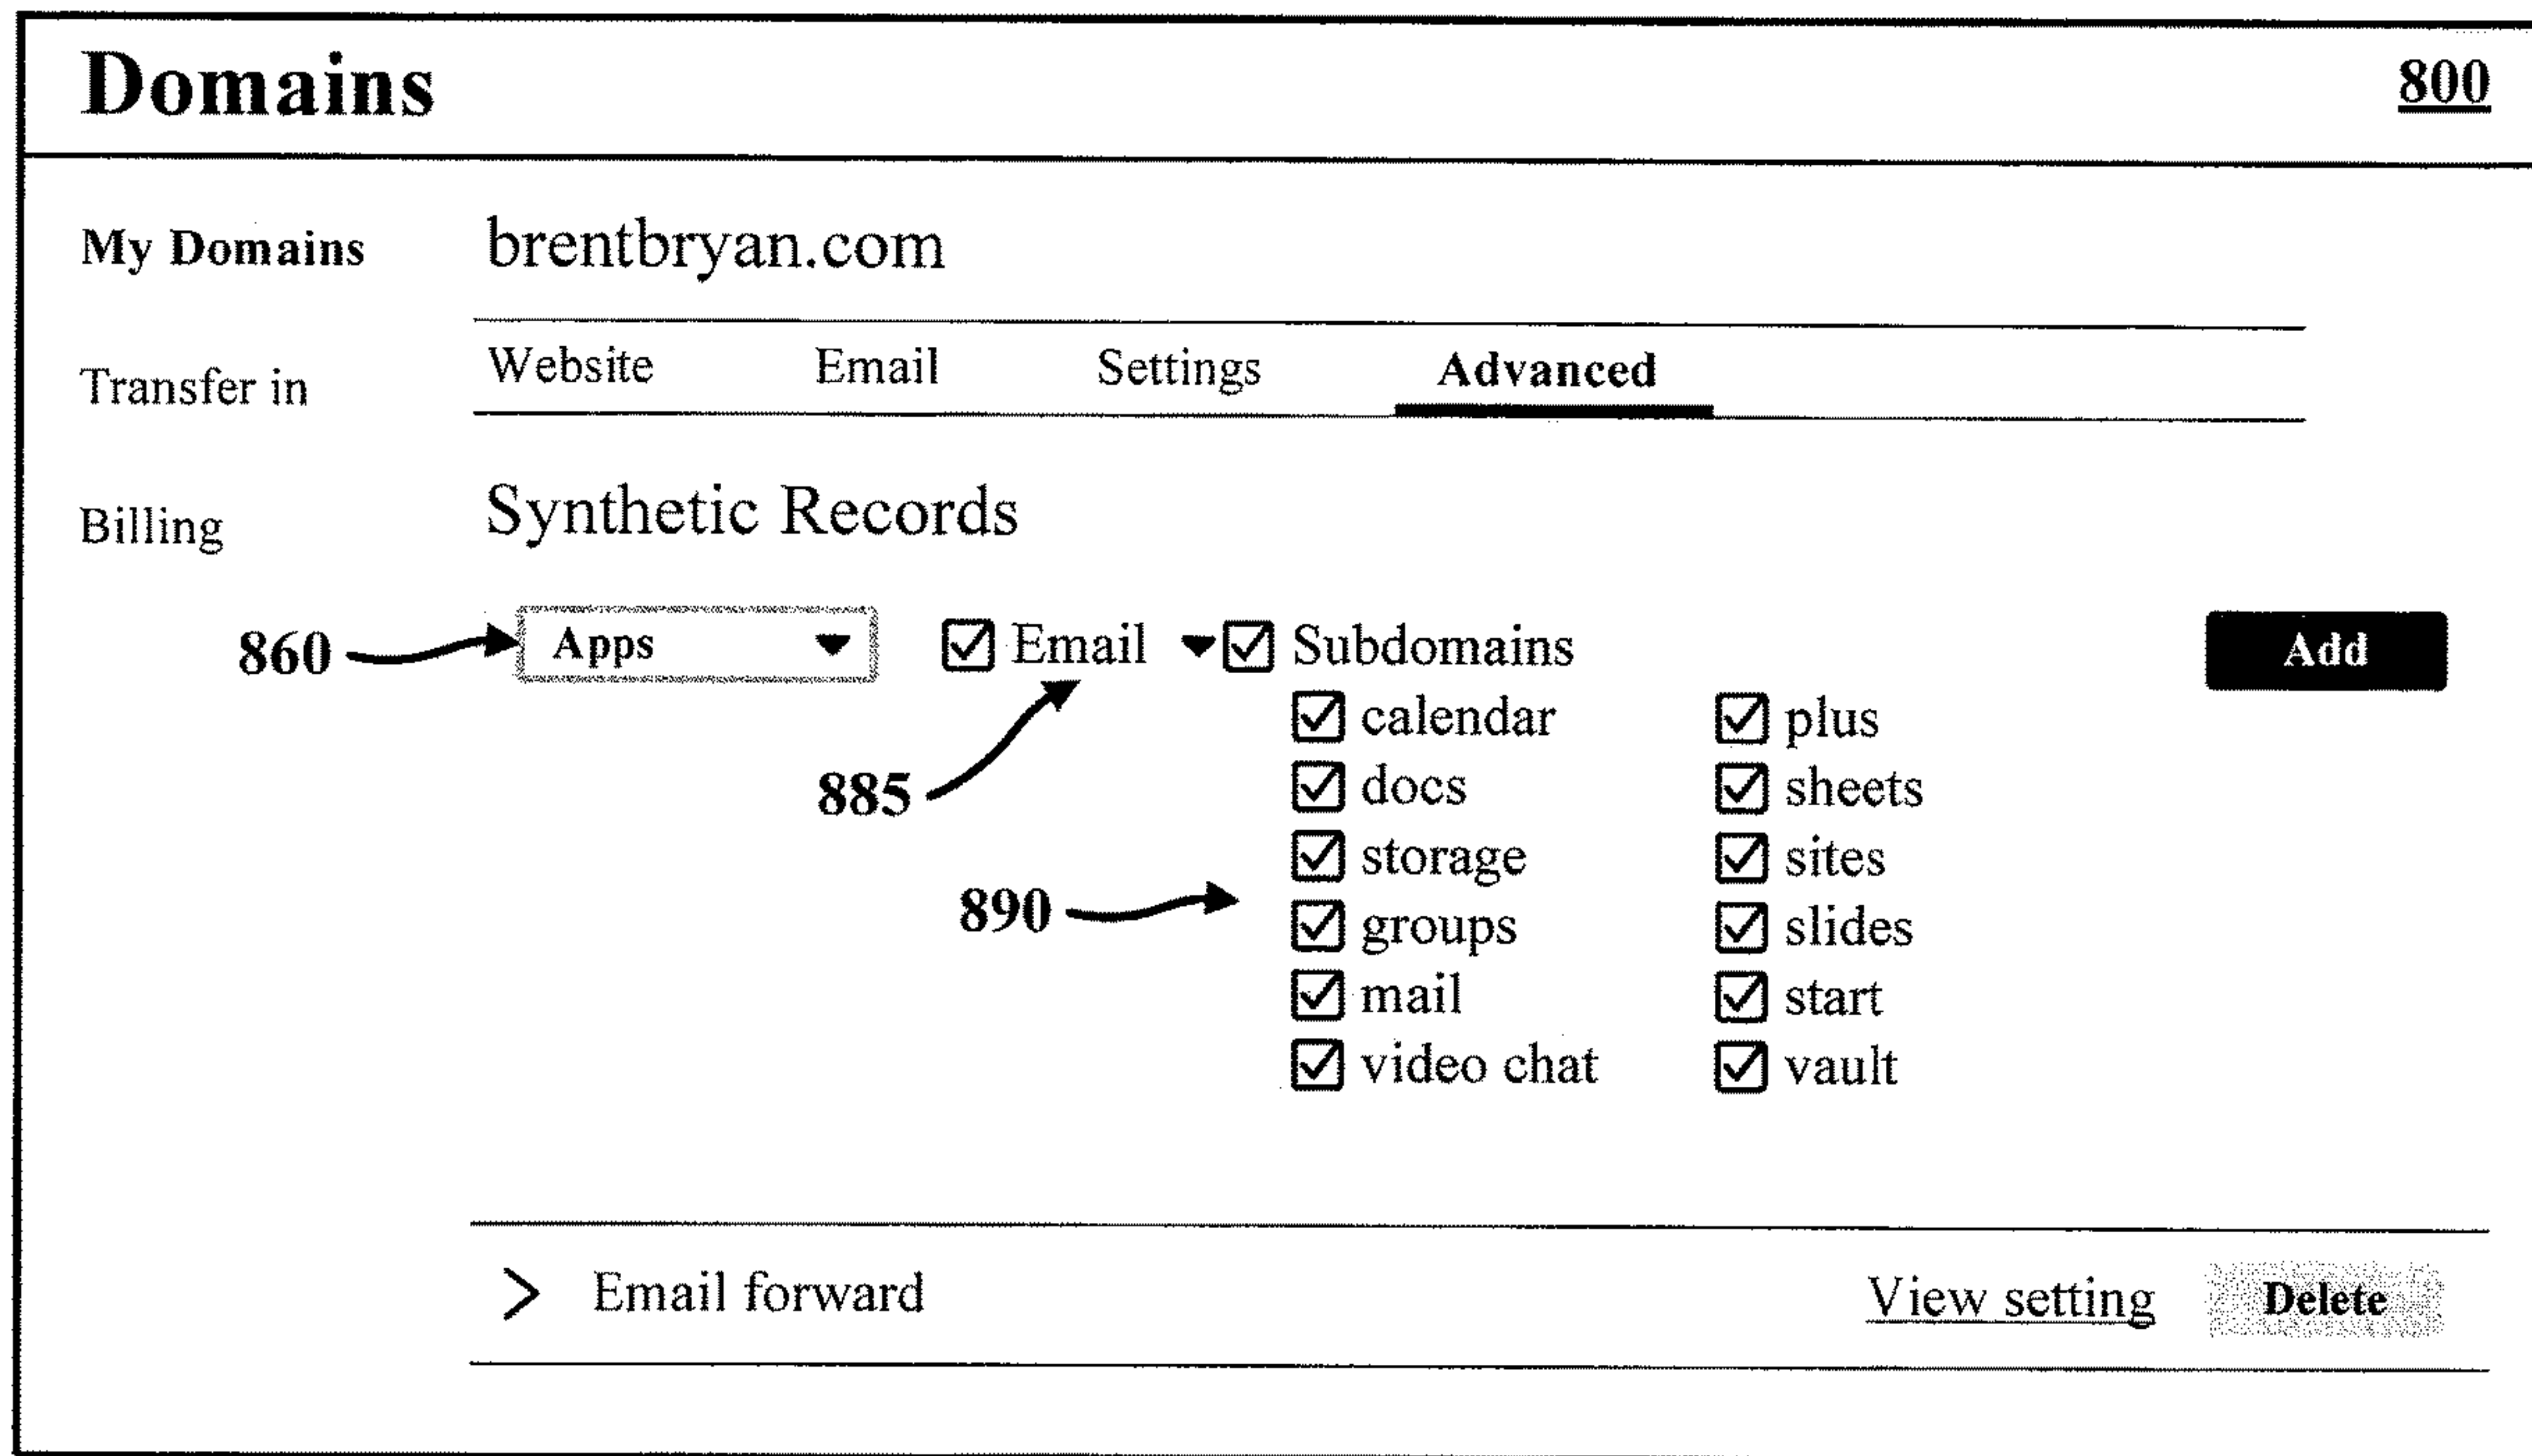 Domains 800
My Domains brentbryan.com
Transfer in Website Email Settings Advanced
Billing Synthetic Records
860 Apps Email Subdomains Add
calendar plus
885 docs sheets
storage sites
890 groups slides
mail start
video chat vault
Email forward View setting Delete